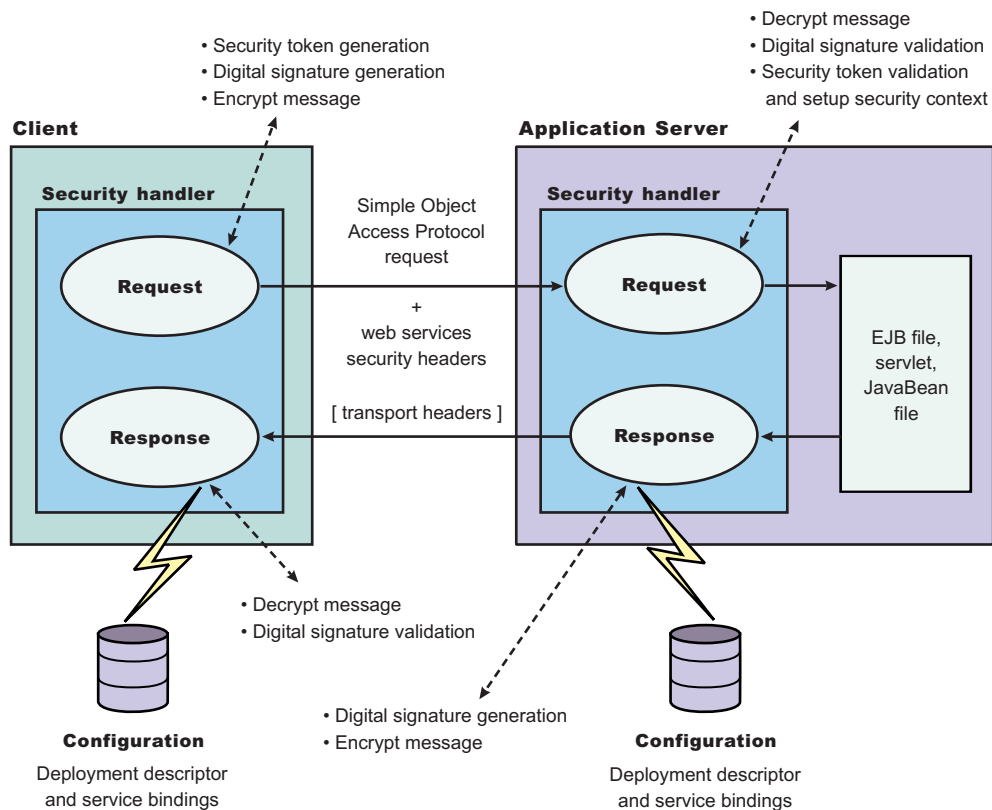 • Security token generation
• Digital signature generation
• Encrypt message
• Decrypt message
• Digital signature validation
• Security token validation
and setup security context
Client
Application Server
Security handler
Security handler
Simple Object
Access Protocol
request
Request
Request
+
web services
security headers
EJB file,
servlet,
JavaBean
file
[ transport headers ]
Response
Response
• Decrypt message
• Digital signature validation
• Digital signature generation
• Encrypt message
Configuration
Deployment descriptor
and service bindings
Configuration
Deployment descriptor
and service bindings